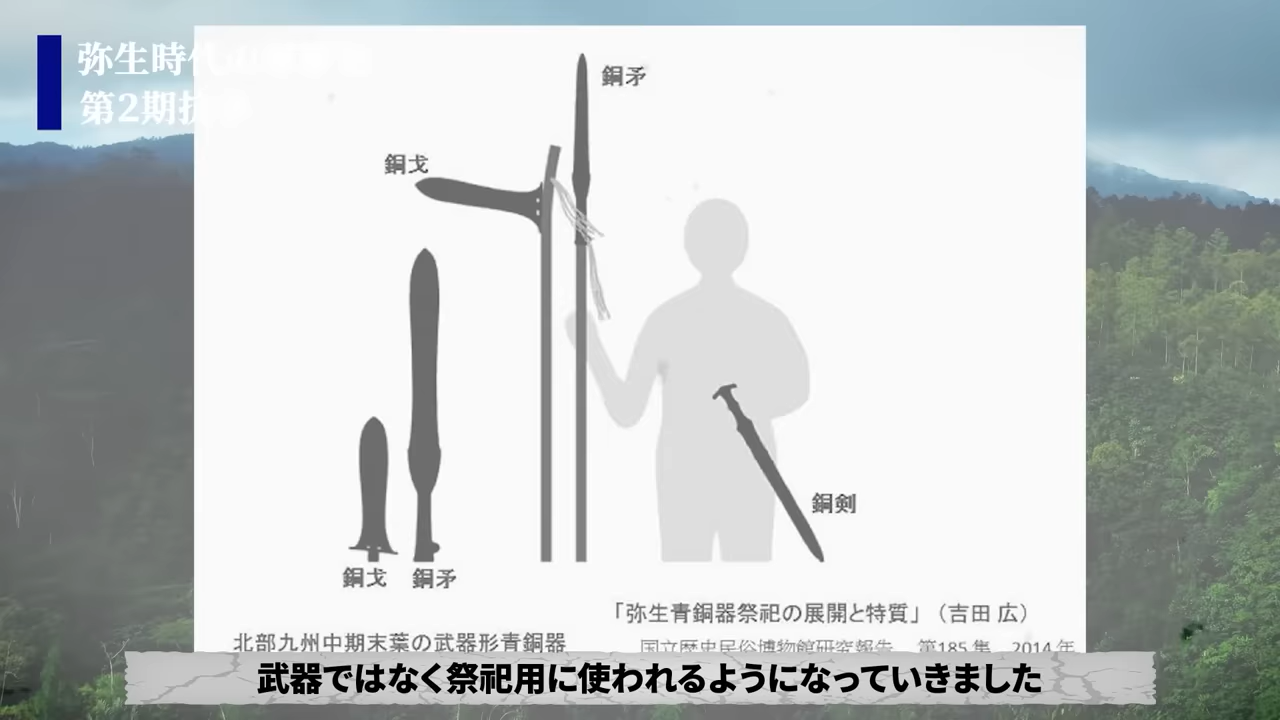 弥生時代の
第2期抗
銅矛
銅戈
銅剣
銅戈 銅矛
「弥生青銅器祭祀の展開と特質」（吉田 広）
北部九州中期末葉の武器形青銅器
国立歴史民俗博物館研究報告 第185集 2014年
武器ではなく祭祀用に使われるようになっていきました